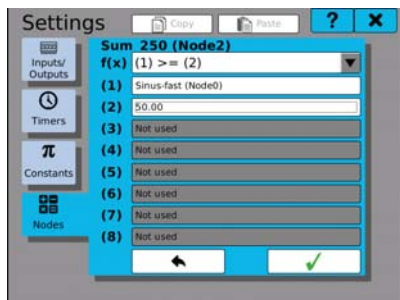 Settings
Copy
Paste
?
X
Inputs/
Outputs
Timers
π
Constants
Nodes
Sum 250 (Node2)
f(x) (1) >= (2)
(1) Sinus-fast (Node0)
(2) 50.00
(3) Not used
(4) Not used
(5) Not used
(6) Not used
(7) Not used
(8) Not used